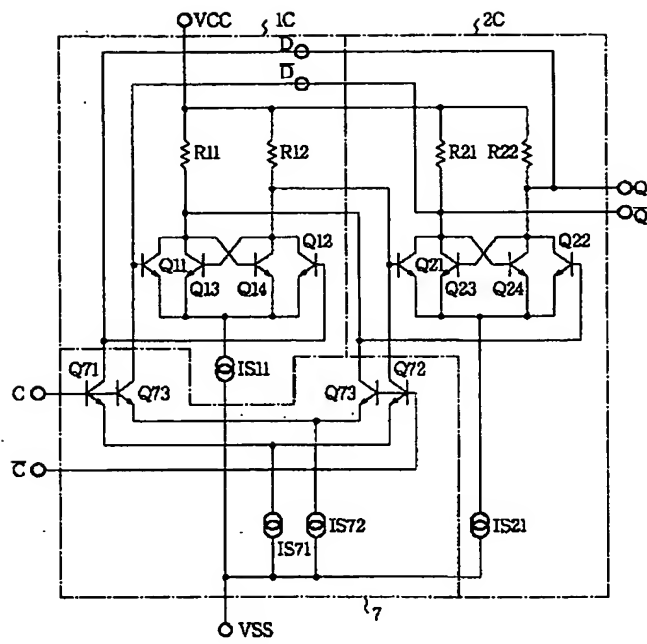 VCC
1C
2C
D
D̅
R11
R12
R21
R22
Q
Q̅
Q11
Q13
Q14
Q12
Q21
Q23
Q24
Q22
Q71
Q73
IS11
Q73
Q72
C
C̅
IS71
IS72
IS21
7
VSS